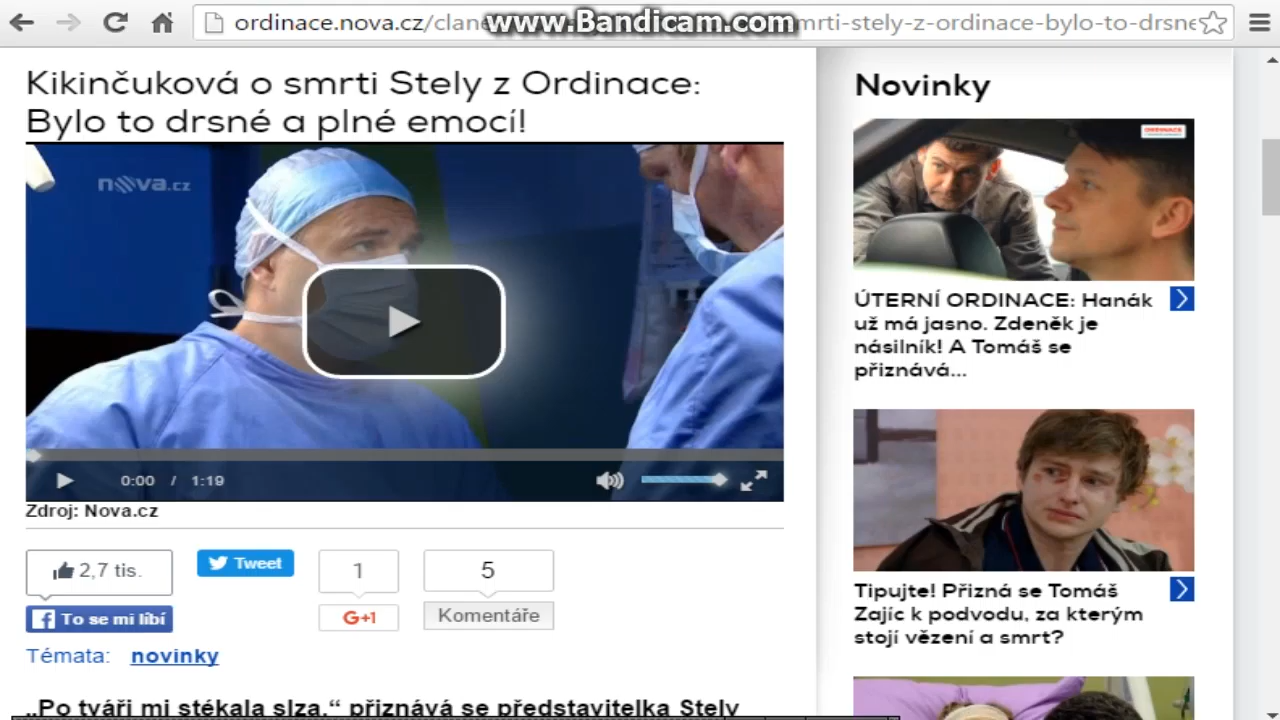 ordinace.nova.cz/clane
www.Bandicam.com
mrti-stely-z-ordinace-bylo-to-drsne
Kikinčuková o smrti Stely z Ordinace:
Bylo to drsné a plné emocí!
nova.cz
0:00 / 1:19
Zdroj: Nova.cz
2,7 tis.
Tweet
1
5
To se mi líbí
G+1
Komentáře
Témata: novinky
„Po tváři mi stékala slza,“ přiznává se představitelka Stely
Novinky
ORDINACE
ÚTERNÍ ORDINACE: Hanák
už má jasno. Zdeněk je
násilník! A Tomáš se
přiznává...
Tipujte! Přizná se Tomáš
Zajíc k podvodu, za kterým
stojí vězení a smrt?